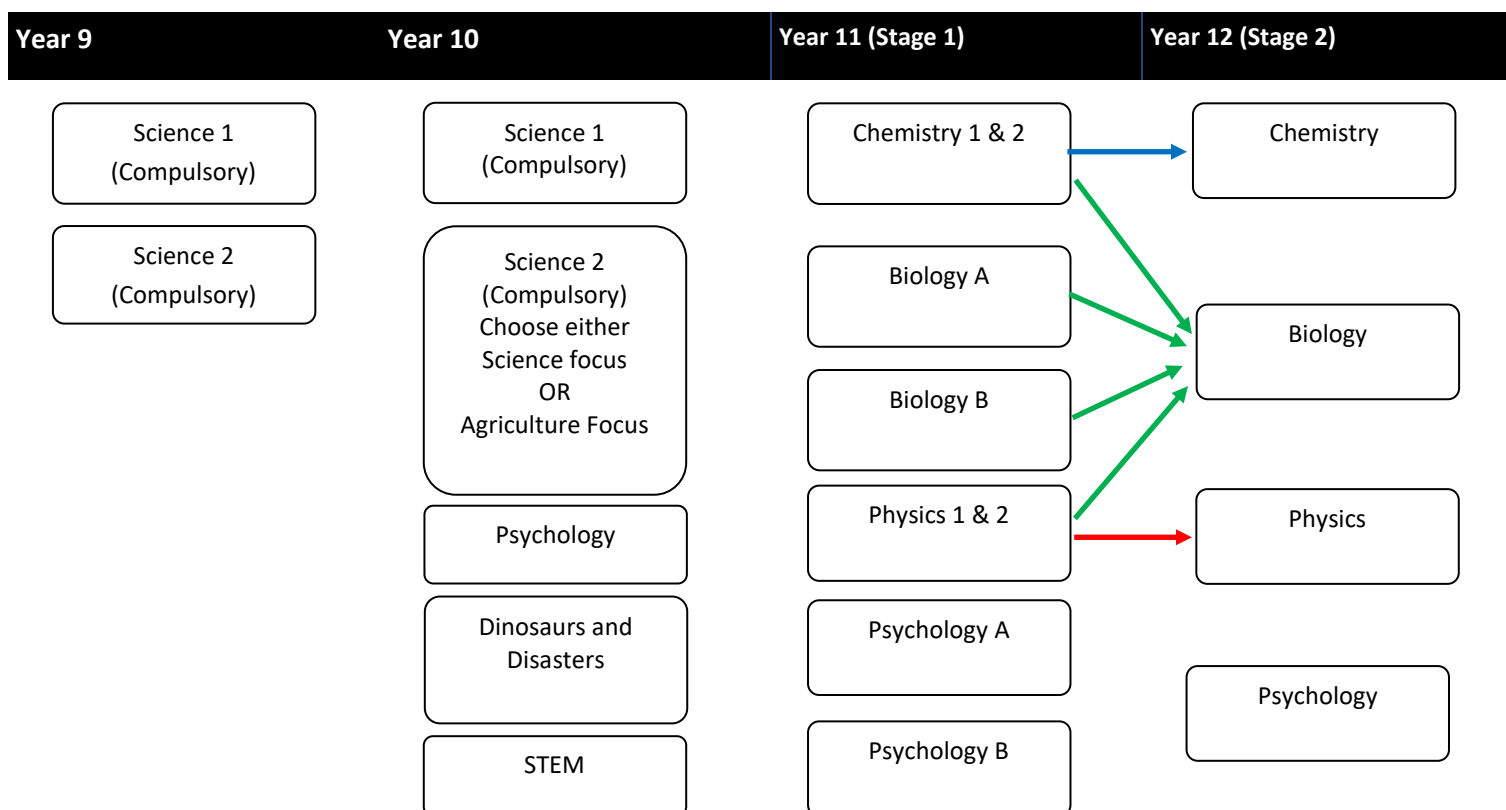 Year 9
Year 10
Year 11 (Stage 1)
Year 12 (Stage 2)
Science 1
(Compulsory)
Science 2
(Compulsory)
Science 1
(Compulsory)
Science 2
(Compulsory)
Choose either
Science focus
OR
Agriculture Focus
Psychology
Dinosaurs and
Disasters
STEM
Chemistry 1 & 2
Biology A
Biology B
Physics 1 & 2
Psychology A
Psychology B
Chemistry
Biology
Physics
Psychology